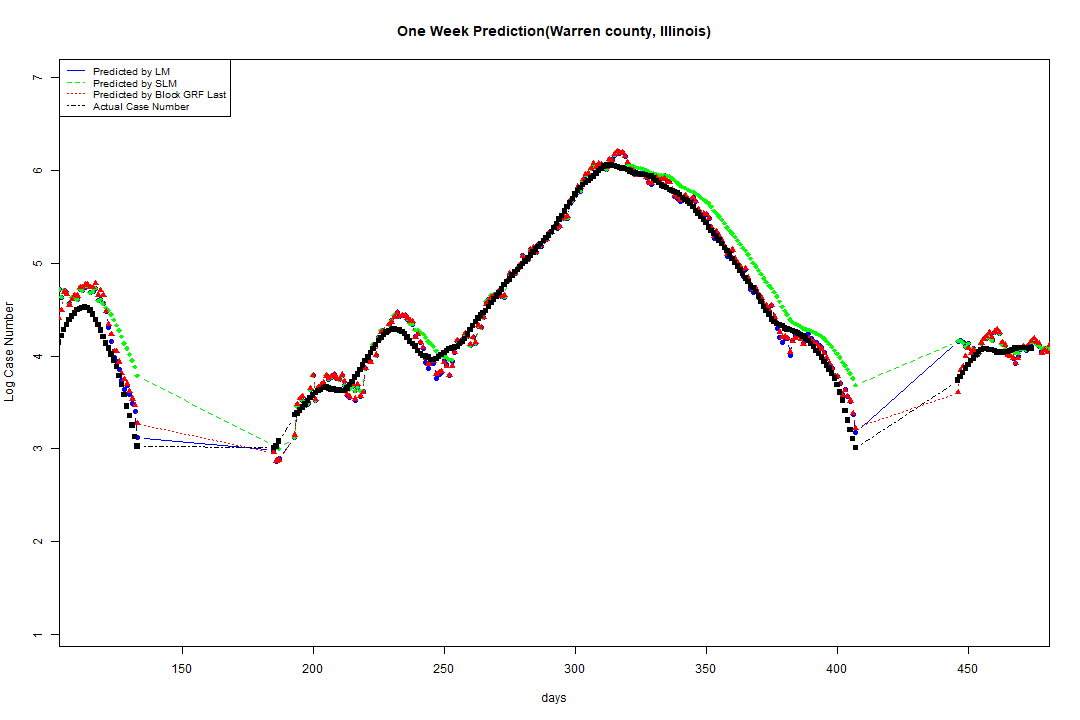 One Week Prediction(Warren county, Illinois)
Predicted by LM
Predicted by SLM
Predicted by Block GRF Last
Actual Case Number
7
6
5
4
3
2
1
Log Case Number
150 200 250 300 350 400 450
days